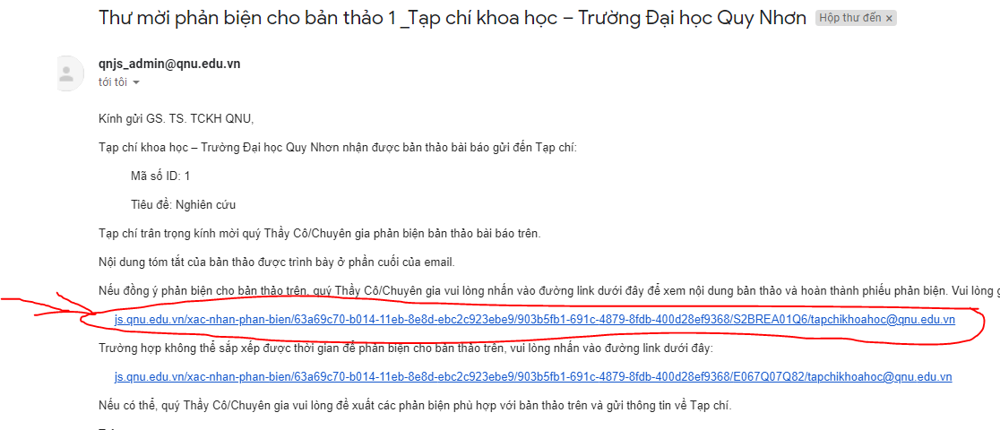 Thư mời phản biện cho bản thảo 1 _Tạp chí khoa học – Trường Đại học Quy Nhơn Hộp thư đến ×
qnjs_admin@qnu.edu.vn
tới tôi
Kính gửi GS. TS. TCKH QNU,
Tạp chí khoa học – Trường Đại học Quy Nhơn nhận được bản thảo bài báo gửi đến Tạp chí:
Mã số ID: 1
Tiêu đề: Nghiên cứu
Tạp chí trân trọng kính mời quý Thầy Cô/Chuyên gia phản biện bản thảo bài báo trên.
Nội dung tóm tắt của bản thảo được trình bày ở phần cuối của email.
Nếu đồng ý phản biện cho bản thảo trên, quý Thầy Cô/Chuyên gia vui lòng nhấn vào đường link dưới đây để xem nội dung bản thảo và hoàn thành phiếu phản biện. Vui lòng
js.qnu.edu.vn/xac-nhan-phan-bien/63a69c70-b014-11eb-8e8d-ebc2c923ebe9/903b5fb1-691c-4879-8fdb-400d28ef9368/S2BREA01Q6/tapchikhoahoc@qnu.edu.vn
Trường hợp không thể sắp xếp được thời gian để phản biện cho bản thảo trên, vui lòng nhấn vào đường link dưới đây:
js.qnu.edu.vn/xac-nhan-phan-bien/63a69c70-b014-11eb-8e8d-ebc2c923ebe9/903b5fb1-691c-4879-8fdb-400d28ef9368/E067Q07Q82/tapchikhoahoc@qnu.edu.vn
Nếu có thể, quý Thầy Cô/Chuyên gia vui lòng đề xuất các phản biện phù hợp với bản thảo trên và gửi thông tin về Tạp chí.